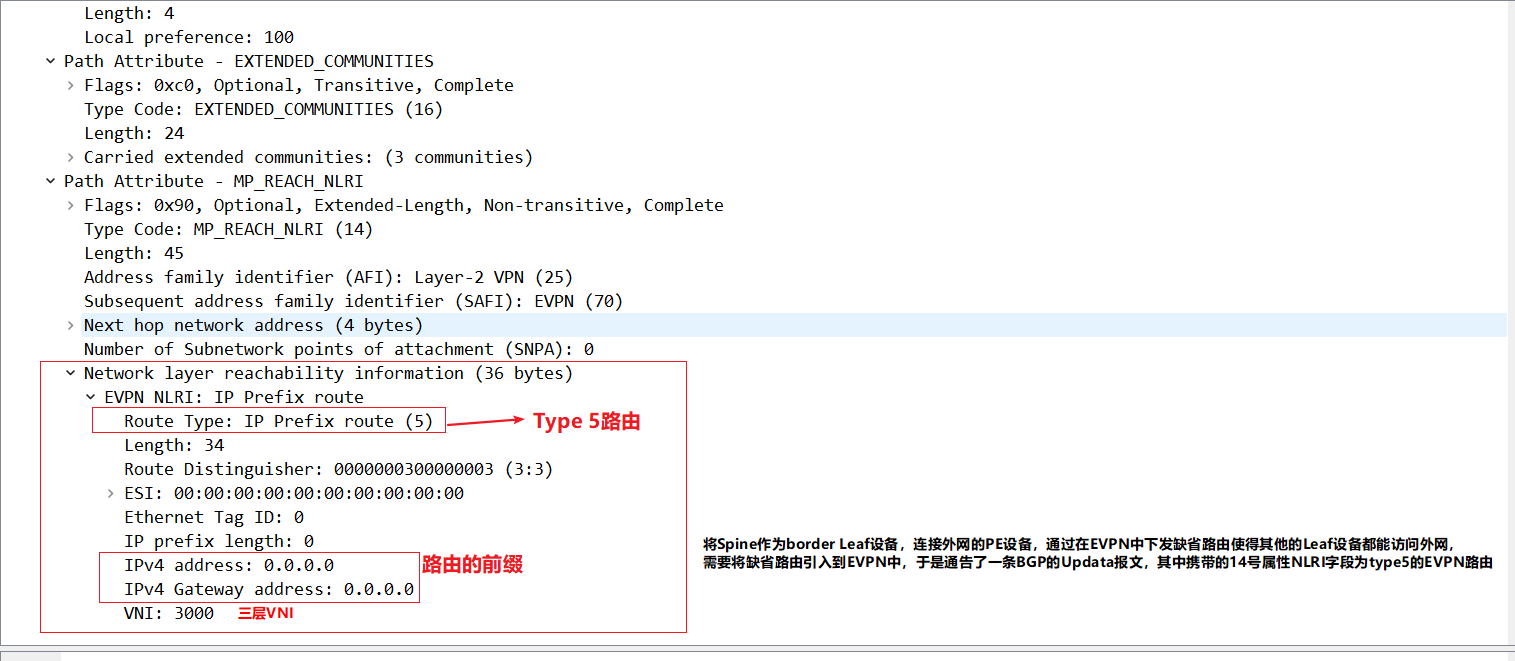 Length: 4
Local preference: 100
Path Attribute - EXTENDED_COMMUNITIES
Flags: 0xc0, Optional, Transitive, Complete
Type Code: EXTENDED_COMMUNITIES (16)
Length: 24
Carried extended communities: (3 communities)
Path Attribute - MP_REACH_NLRI
Flags: 0x90, Optional, Extended-Length, Non-transitive, Complete
Type Code: MP_REACH_NLRI (14)
Length: 45
Address family identifier (AFI): Layer-2 VPN (25)
Subsequent address family identifier (SAFI): EVPN (70)
Next hop network address (4 bytes)
Number of Subnetwork points of attachment (SNPA): 0
Network layer reachability information (36 bytes)
EVPN NLRI: IP Prefix route
Route Type: IP Prefix route (5) Type 5路由
Length: 34
Route Distinguisher: 0000000300000003 (3:3)
ESI: 00:00:00:00:00:00:00:00:00:00
Ethernet Tag ID: 0
IP prefix length: 0
IPv4 address: 0.0.0.0 路由的前缀
IPv4 Gateway address: 0.0.0.0
VNI: 3000 三层VNI
将Spine作为border Leaf设备，连接外网的PE设备，通过在EVPN中下发缺省路由使得其他的Leaf设备都能访问外网，
需要将缺省路由引入到EVPN中，于是通告了一条BGP的Updata报文，其中携带的14号属性NLRI字段为type5的EVPN路由